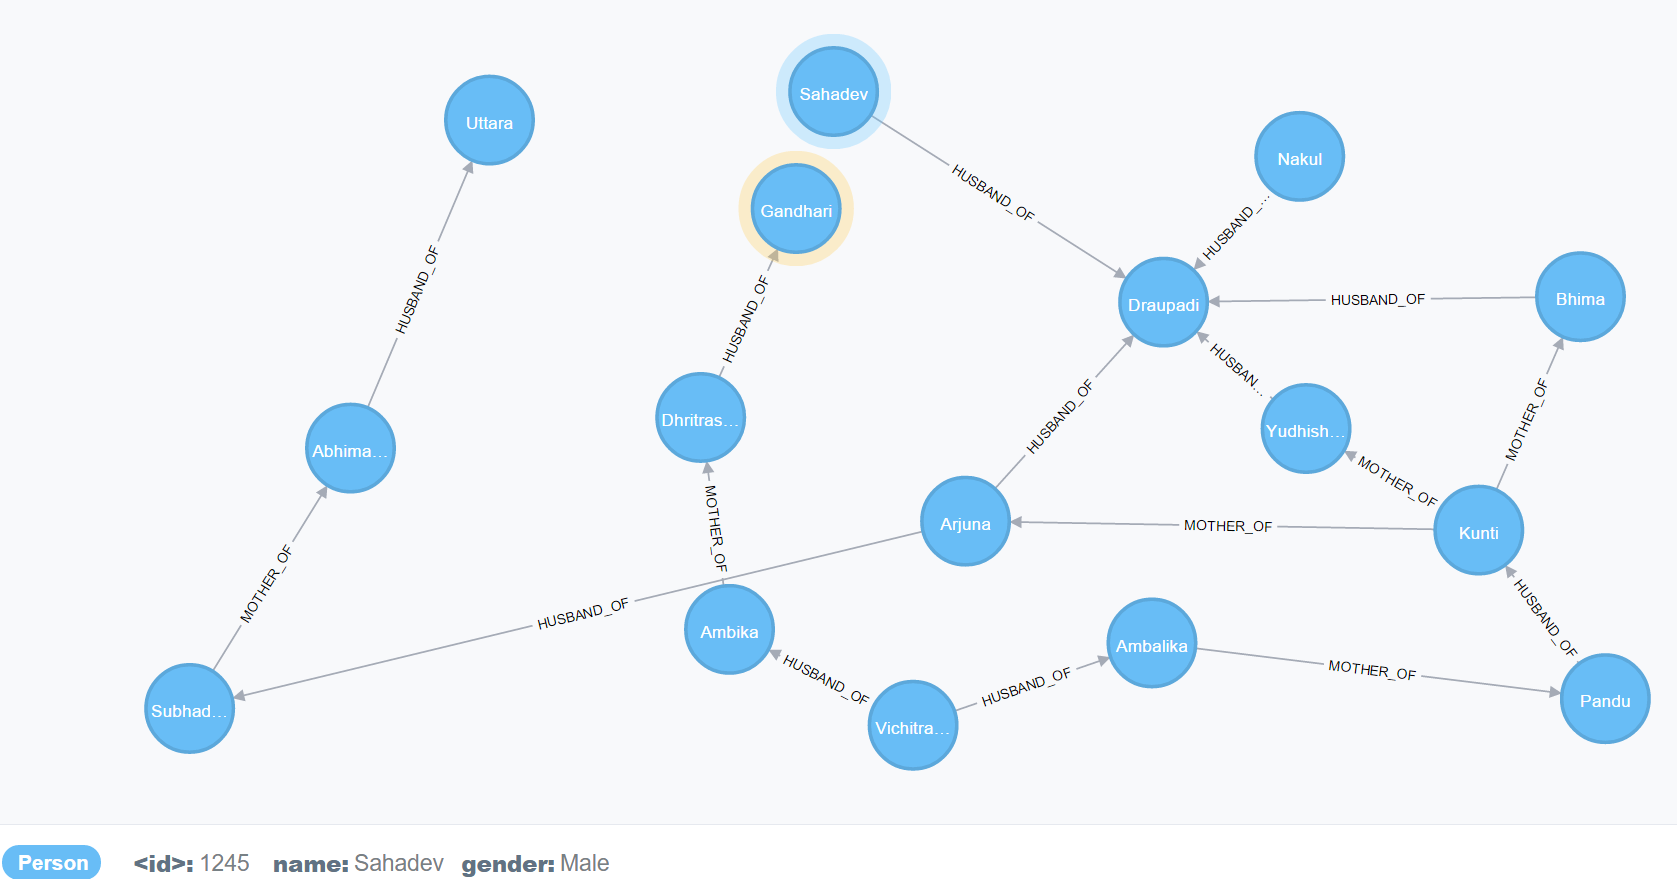 Sahadev
Uttara
Nakul
HUSBAND_OF
Gandhari
HUSBAND_...
HUSBAND_OF
Draupadi
HUSBAND_OF
Bhima
HUSBAND_OF
HUSBAN...
Dhritras...
HUSBAND_OF
MOTHER_OF
Yudhish...
Abhima...
MOTHER_OF
MOTHER_OF
Arjuna
MOTHER_OF
Kunti
MOTHER_OF
HUSBAND_OF
HUSBAND_OF
Ambika
Ambalika
HUSBAND_OF
MOTHER_OF
HUSBAND_OF
Subhad...
Vichitra...
Pandu
Person <id>: 1245 name: Sahadev gender: Male